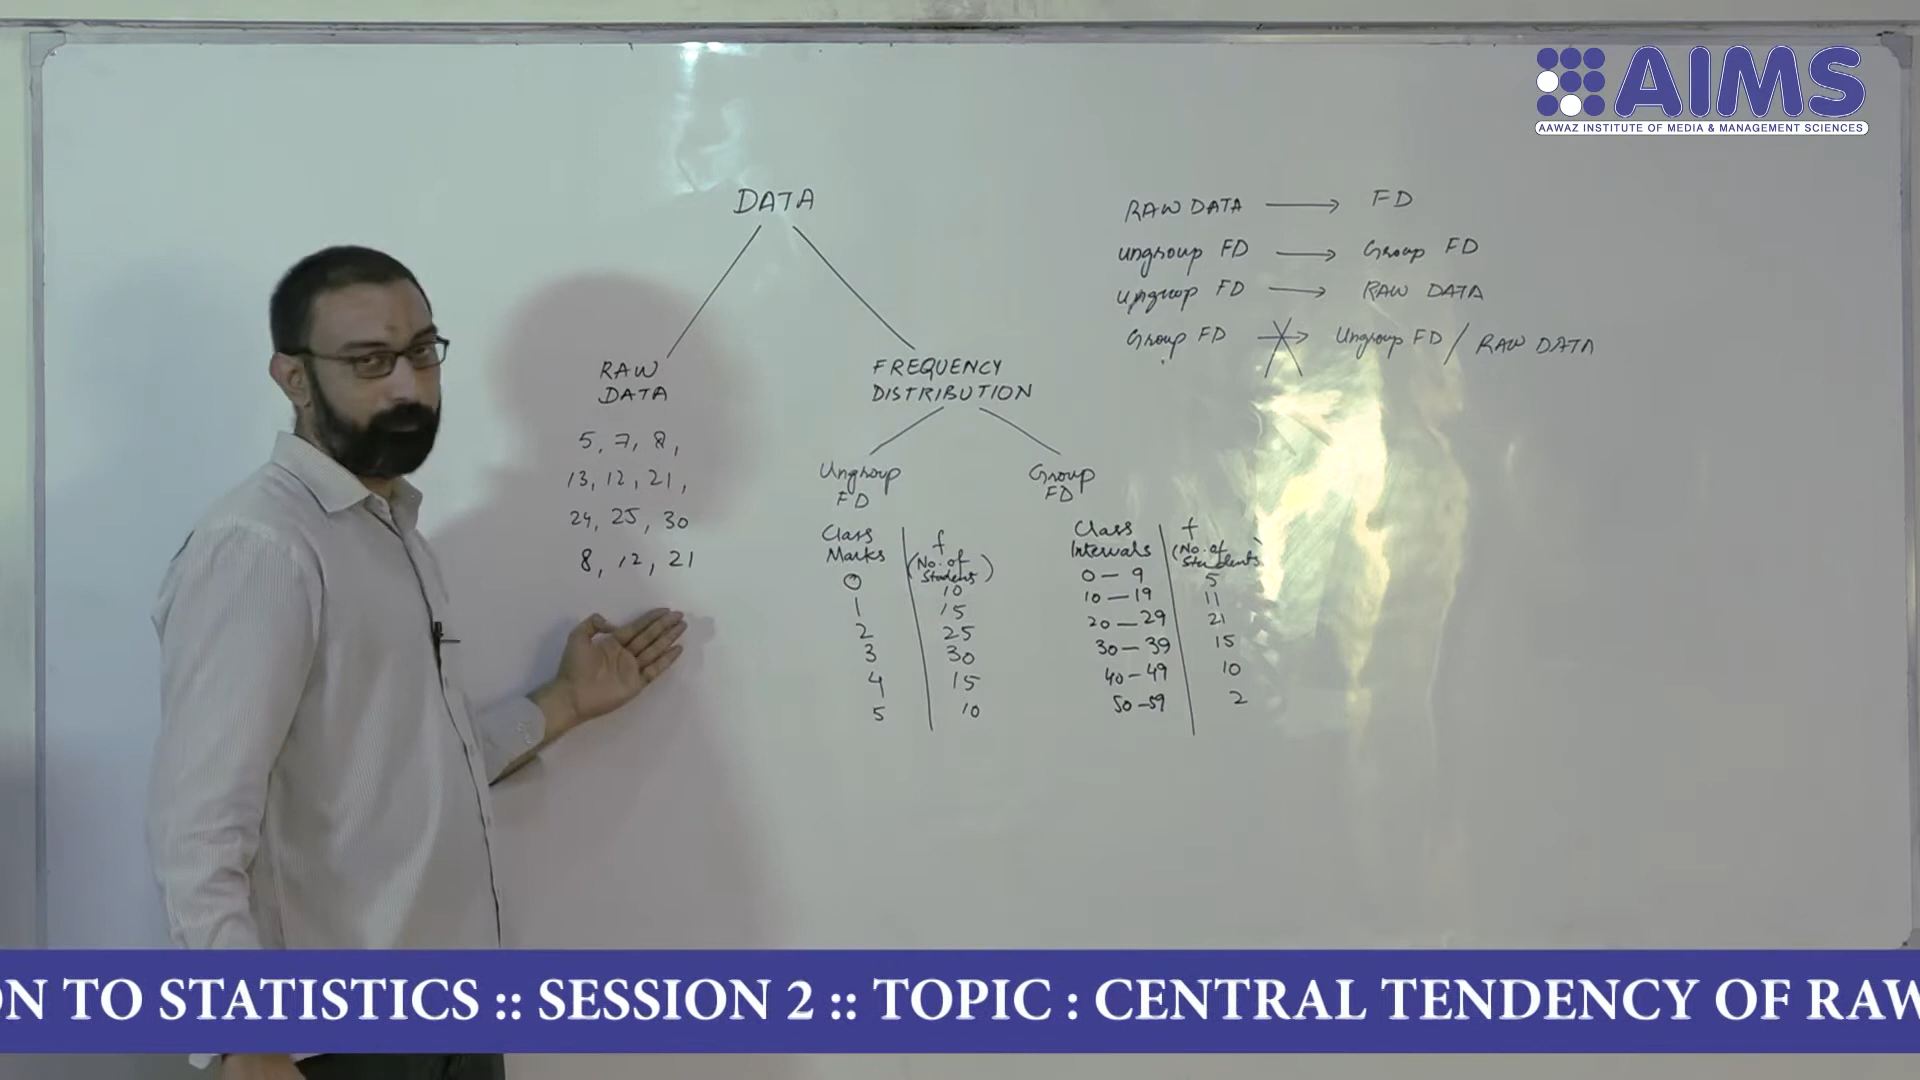 AIMS
AAWAZ INSTITUTE OF MEDIA & MANAGEMENT SCIENCES
DATA
RAW
DATA
5, 7, 8,
13, 12, 21,
24, 25, 30
8, 12, 21
FREQUENCY
DISTRIBUTION
Ungroup
FD
Class
Marks
f
(No. of
Students)
0 10
1 15
2 25
3 30
4 15
5 10
Group
FD
Class
Intervals
f
(No. of
Students
0 — 9 5
10 — 19 11
20 — 29 21
30 — 39 15
40 — 49 10
50 — 59 2
RAW DATA → FD
ungroup FD → Group FD
ungroup FD → RAW DATA
Group FD → Ungroup FD / RAW DATA
ON TO STATISTICS :: SESSION 2 :: TOPIC : CENTRAL TENDENCY OF RAW